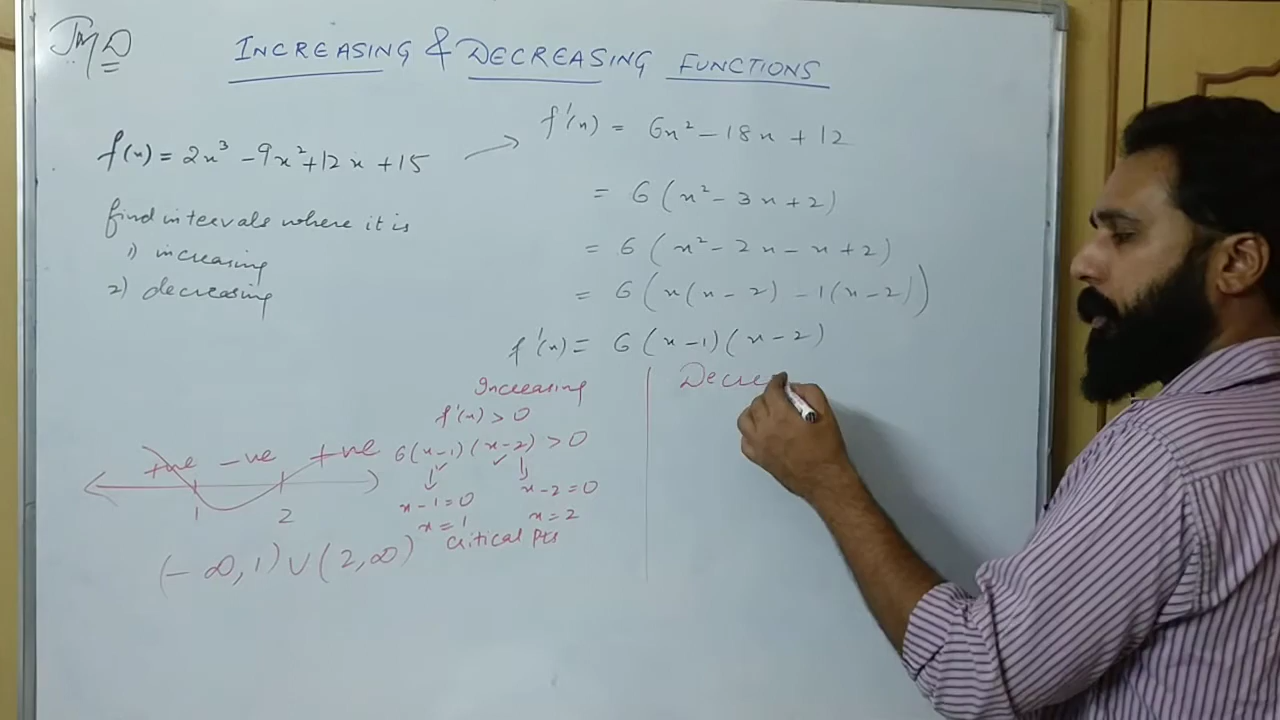 JMD
INCREASING & DECREASING FUNCTIONS
f(x) = 2x³ - 9x² + 12x + 15
find intervals where it is
1) increasing
2) decreasing
f'(x) = 6x² - 18x + 12
= 6(x² - 3x + 2)
= 6(x² - 2x - x + 2)
= 6(x(x - 2) - 1(x - 2))
f'(x) = 6(x - 1)(x - 2)
Increasing
f'(x) > 0
6(x-1)(x-2) > 0
x - 1 = 0
x - 2 = 0
x = 1
x = 2
critical pts
+ve -ve +ve
1 2
(-∞, 1) ∪ (2, ∞)
Decre